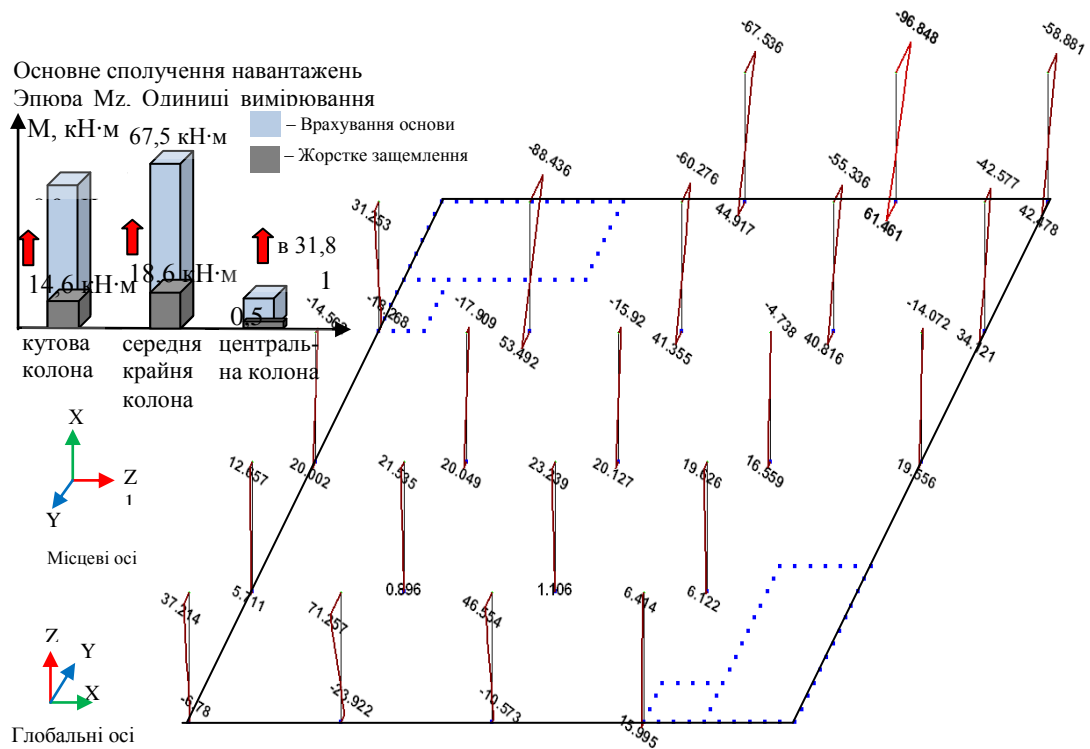 Основне сполучення навантажень
Эпюра Mz. Одиниці вимірювання
М, кН·м
67,5 кН·м
– Врахування основи
– Жорстке защемлення
14,6 кН·м
18,6 кН·м
в 31,8
1
0,5
кутова колона
середня крайня колона
централь-на колона
X
Z
1
Y
Місцеві осі
Z
Y
X
Глобальні осі
-67.536
-96.848
-58.881
-88.436
-60.276
-55.336
-42.577
31.253
44.917
61.461
42.478
-14.562
-18.268
-17.909
53.492
-15.92
41.355
-4.738
40.816
-14.072
34.121
12.657
20.002
21.535
20.049
23.239
20.127
19.626
16.559
19.556
37.214
5.711
71.257
0.896
46.554
1.106
6.414
6.122
-6.78
-23.922
-10.573
15.995